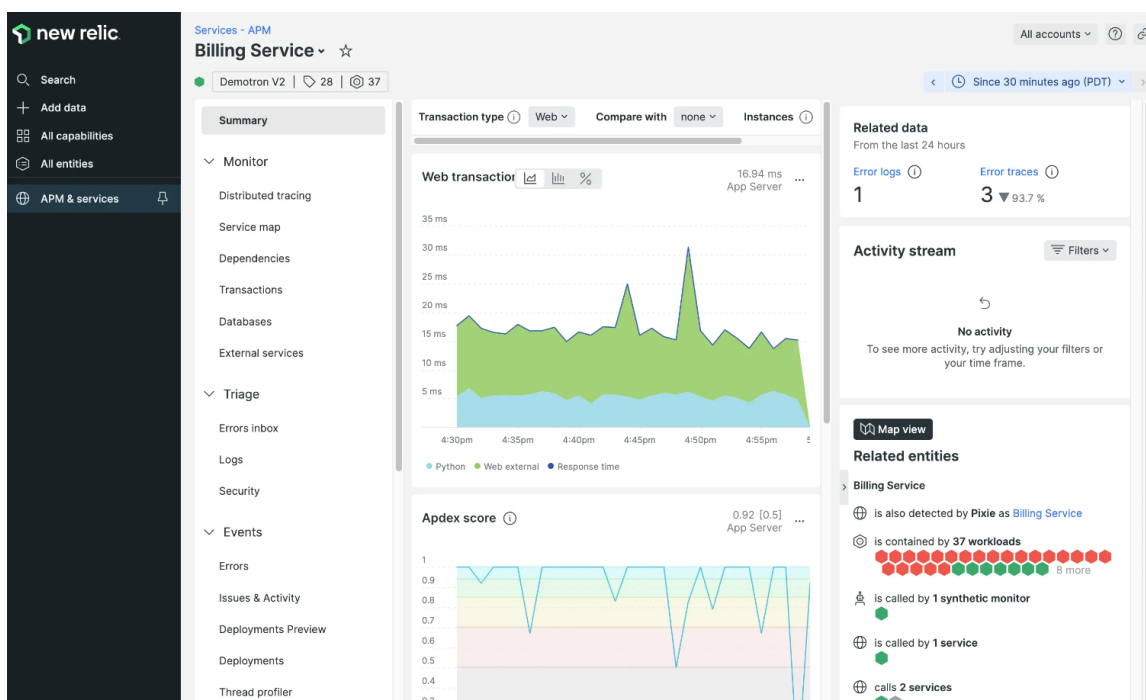 new relic
Search
Add data
All capabilities
All entities
APM & services
Services - APM
Billing Service
Demotron V2 | 28 | 37
All accounts
Since 30 minutes ago (PDT)
Summary
Monitor
Distributed tracing
Service map
Dependencies
Transactions
Databases
External services
Triage
Errors inbox
Logs
Security
Events
Errors
Issues & Activity
Deployments Preview
Deployments
Thread profiler
Transaction type Web Compare with none Instances
Web transaction
16.94 ms
App Server
35 ms
30 ms
25 ms
20 ms
15 ms
10 ms
5 ms
4:30pm 4:35pm 4:40pm 4:45pm 4:50pm 4:55pm
Python Web external Response time
Apdex score
0.92 [0.5]
App Server
1
0.9
0.8
0.7
0.6
0.5
0.4
Related data
From the last 24 hours
Error logs Error traces
1 3 93.7 %
Activity stream Filters
No activity
To see more activity, try adjusting your filters or
your time frame.
Map view
Related entities
Billing Service
is also detected by Pixie as Billing Service
is contained by 37 workloads
8 more
is called by 1 synthetic monitor
is called by 1 service
calls 2 services